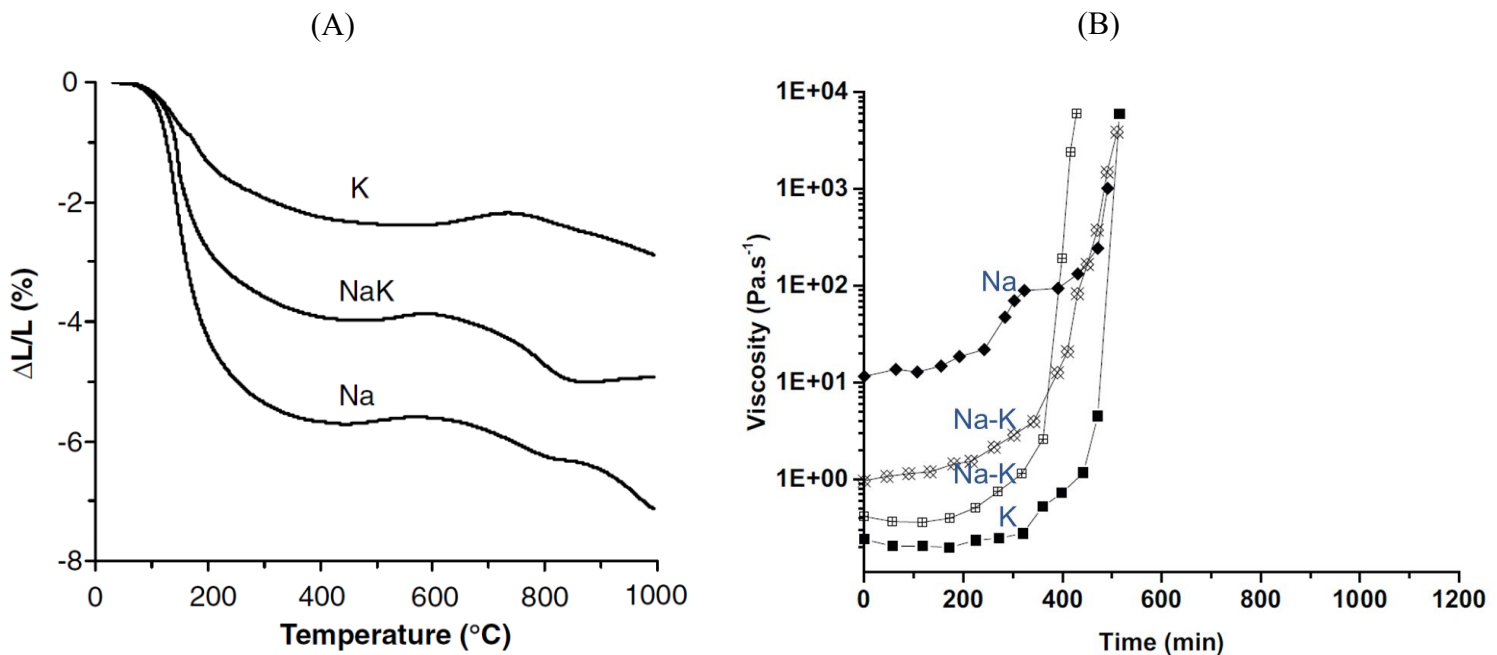 (A)
0
-2
-4
-6
-8
ΔL/L (%)
K
NaK
Na
0 200 400 600 800 1000
Temperature (°C)
(B)
1E+04
1E+03
1E+02
1E+01
1E+00
Viscosity (Pa.s⁻¹)
Na
Na-K
Na-K
K
0 200 400 600 800 1000 1200
Time (min)